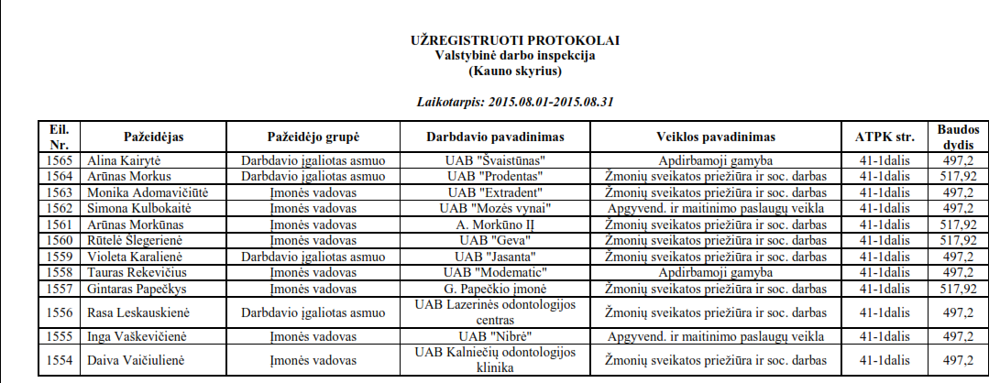 UŽREGISTRUOTI PROTOKOLAI
Valstybinė darbo inspekcija
(Kauno skyrius)
Laikotarpis: 2015.08.01-2015.08.31
Eil. Nr. Pažeidėjas Pažeidėjo grupė Darbdavio pavadinimas Veiklos pavadinimas ATPK str. Baudos dydis
1565 Alina Kairytė Darbdavio įgaliotas asmuo UAB "Švaistūnas" Apdirbamoji gamyba 41-1dalis 497,2
1564 Arūnas Morkus Darbdavio įgaliotas asmuo UAB "Prodentas" Žmonių sveikatos priežiūra ir soc. darbas 41-1dalis 517,92
1563 Monika Adomavičiūtė Įmonės vadovas UAB "Extradent" Žmonių sveikatos priežiūra ir soc. darbas 41-1dalis 497,2
1562 Simona Kulbokaitė Įmonės vadovas UAB "Mozės vynai" Apgyvend. ir maitinimo paslaugų veikla 41-1dalis 497,2
1561 Arūnas Morkūnas Įmonės vadovas A. Morkūno IĮ Žmonių sveikatos priežiūra ir soc. darbas 41-1dalis 517,92
1560 Rūtelė Šlegerienė Įmonės vadovas UAB "Geva" Žmonių sveikatos priežiūra ir soc. darbas 41-1dalis 517,92
1559 Violeta Karalienė Darbdavio įgaliotas asmuo UAB "Jasanta" Žmonių sveikatos priežiūra ir soc. darbas 41-1dalis 497,2
1558 Tauras Rekevičius Įmonės vadovas UAB "Modematic" Apdirbamoji gamyba 41-1dalis 497,2
1557 Gintaras Papečkys Įmonės vadovas G. Papečkio įmonė Žmonių sveikatos priežiūra ir soc. darbas 41-1dalis 517,92
1556 Rasa Leskauskienė Darbdavio įgaliotas asmuo UAB Lazerinės odontologijos centras Žmonių sveikatos priežiūra ir soc. darbas 41-1dalis 497,2
1555 Inga Vaškevičienė Įmonės vadovas UAB "Nibrė" Apgyvend. ir maitinimo paslaugų veikla 41-1dalis 497,2
1554 Daiva Vaičiulienė Įmonės vadovas UAB Kalniečių odontologijos klinika Žmonių sveikatos priežiūra ir soc. darbas 41-1dalis 497,2